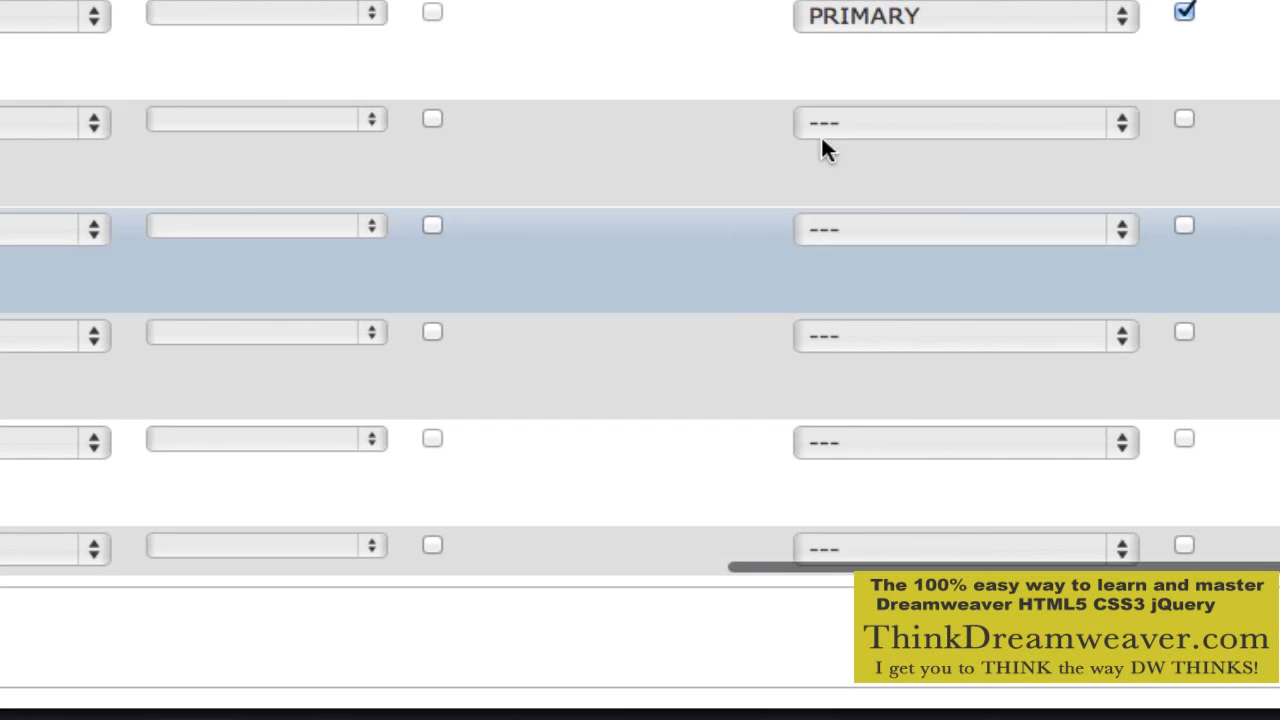 PRIMARY
---
---
---
---
---
The 100% easy way to learn and master
Dreamweaver HTML5 CSS3 jQuery
ThinkDreamweaver.com
I get you to THINK the way DW THINKS!